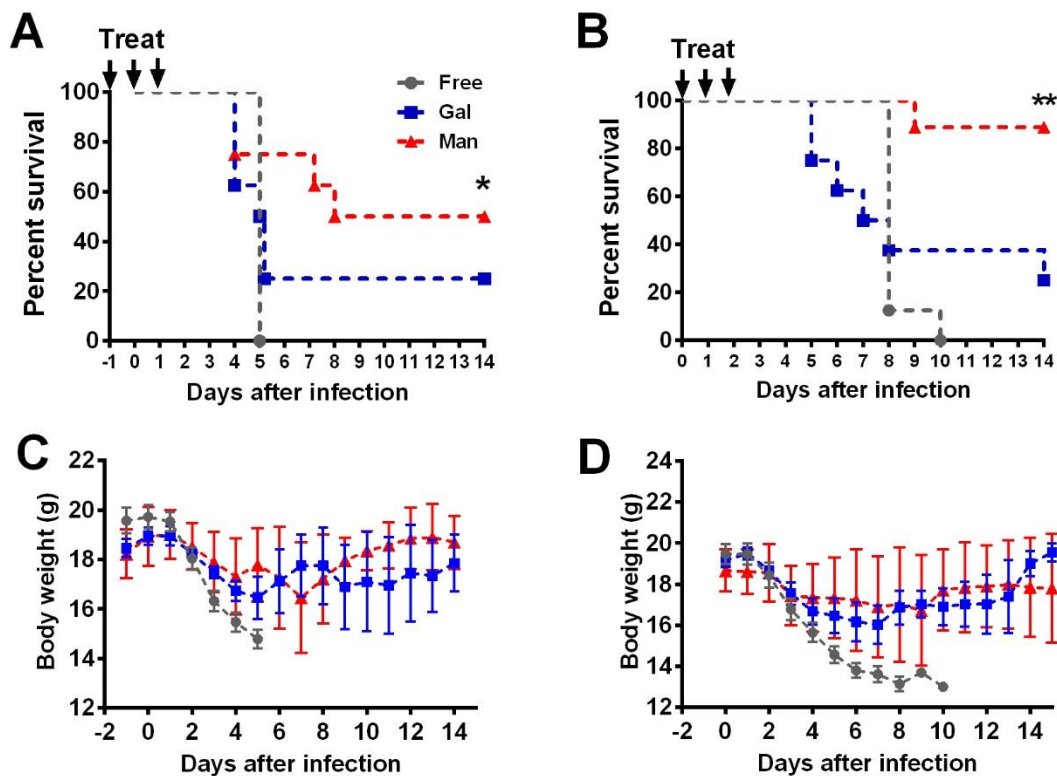 A
Treat
Free
Gal
Man
*
Percent survival
100
80
60
40
20
0
-1 0 1 2 3 4 5 6 7 8 9 10 11 12 13 14
Days after infection
B
Treat
**
Percent survival
100
80
60
40
20
0
0 1 2 3 4 5 6 7 8 9 10 11 12 13 14
Days after infection
C
Body weight (g)
22
20
18
16
14
12
-2 0 2 4 6 8 10 12 14
Days after infection
D
Body weight (g)
24
22
20
18
16
14
12
-2 0 2 4 6 8 10 12 14
Days after infection